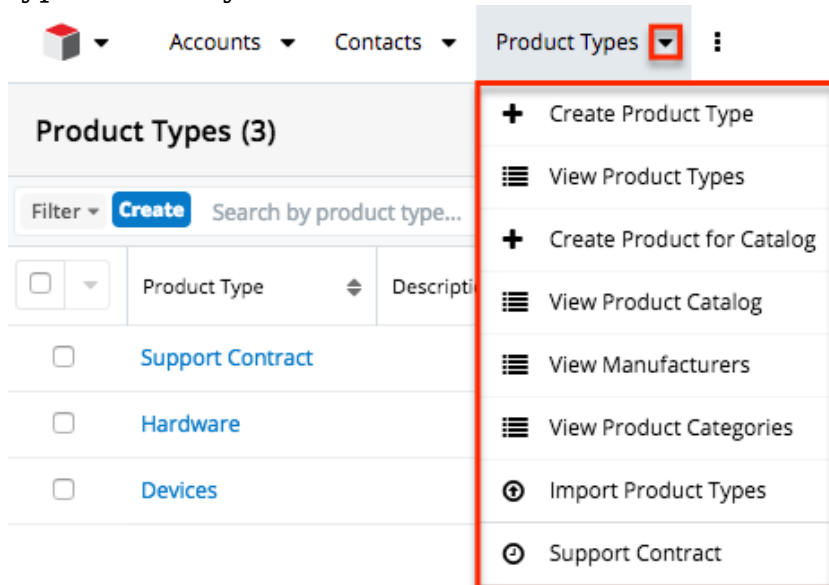 Accounts
Contacts
Product Types
Product Types (3)
Create Product Type
View Product Types
Filter
Create
Search by product type...
Create Product for Catalog
Product Type
Descripti
View Product Catalog
Support Contract
View Manufacturers
Hardware
View Product Categories
Devices
Import Product Types
Support Contract